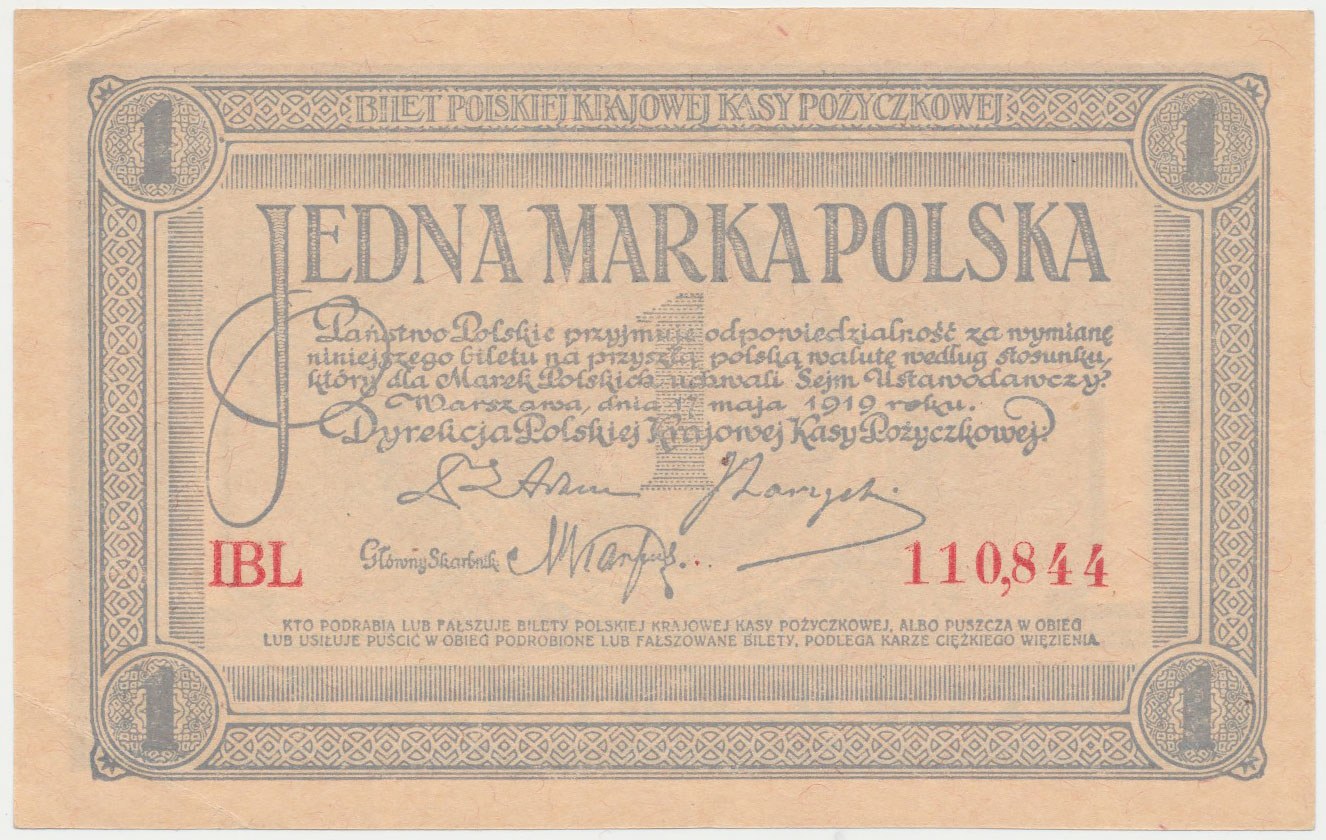 1 BILET POLSKIEJ KRAJOWEJ KASY POŻYCZKOWEJ 1
JEDNA MARKA POLSKA
1
Państwo Polskie przyjmuje odpowiedzialność za wymianę
niniejszego biletu na przyszłą polską walutę według stosunku,
który dla Marek Polskich uchwali Sejm Ustawodawczy.
Warszawa, dnia 17 maja 1919 roku.
Dyrekcja Polskiej Krajowej Kasy Pożyczkowej
IBL Główny Skarbnik 110,844
KTO PODRABIA LUB FAŁSZUJE BILETY POLSKIEJ KRAJOWEJ KASY POŻYCZKOWEJ, ALBO PUSZCZA W OBIEG
LUB USIŁUJE PUŚCIĆ W OBIEG PODROBIONE LUB FAŁSZOWANE BILETY, PODLEGA KARZE CIĘŻKIEGO WIĘZIENIA.
1 1